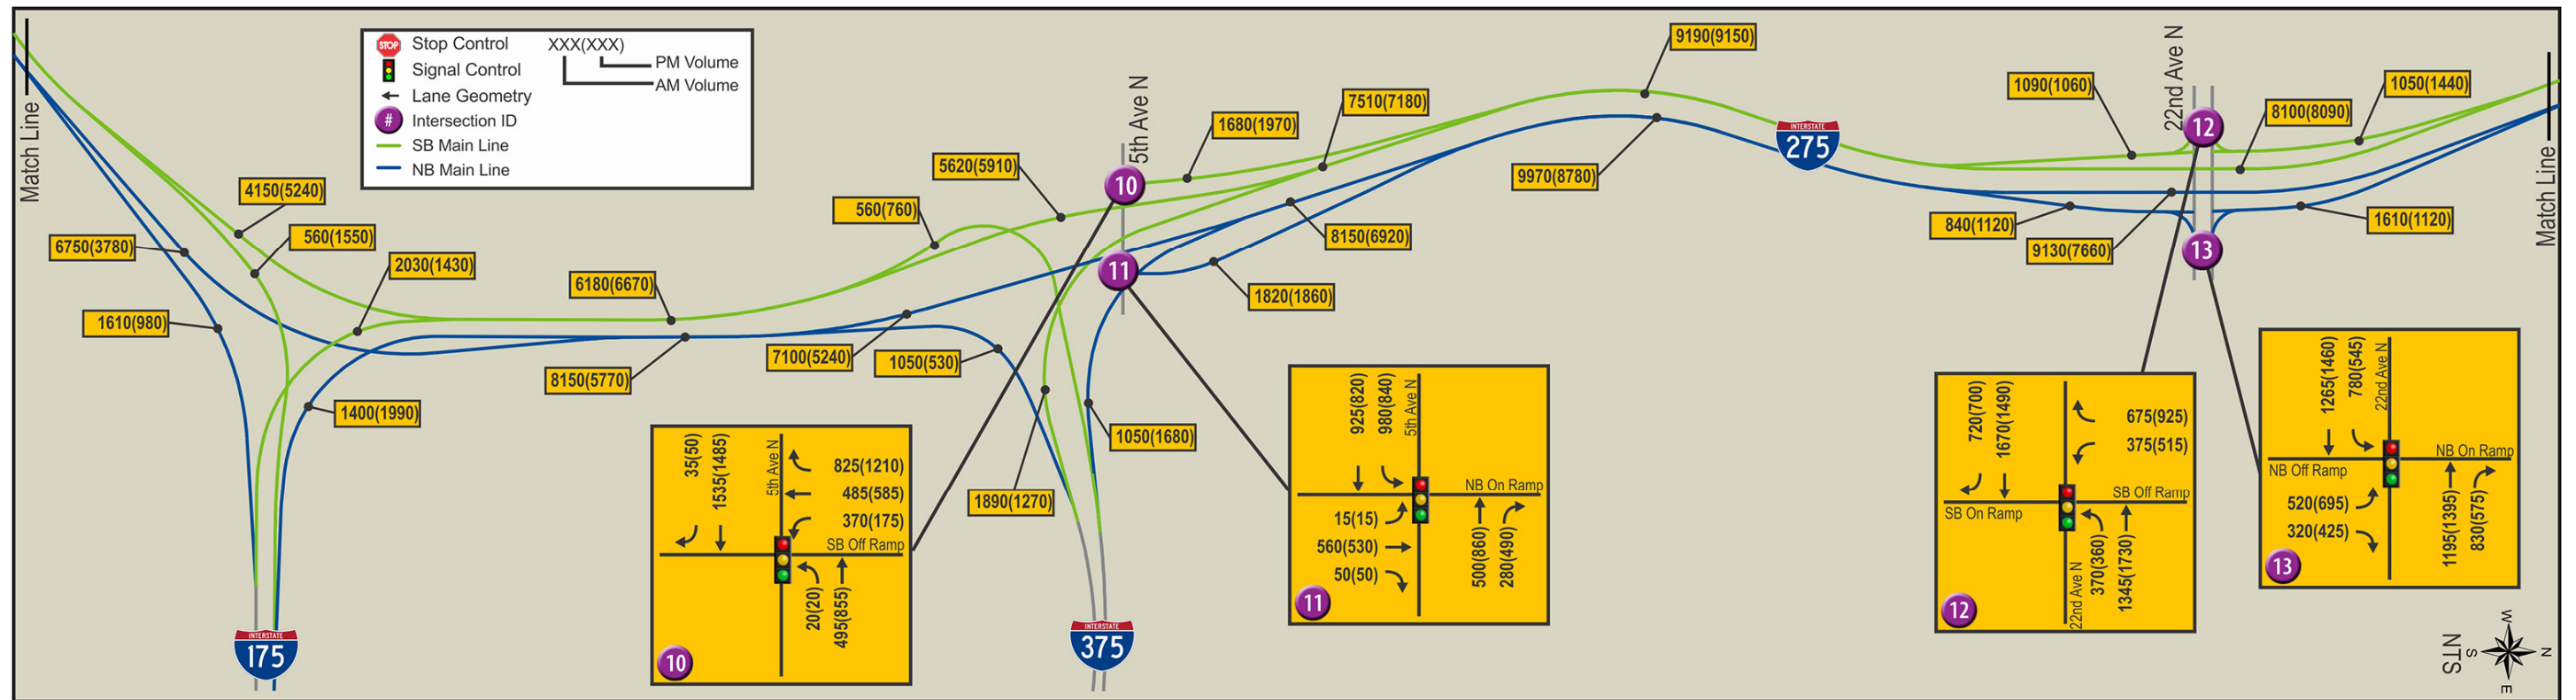 Match Line
STOP Stop Control
Signal Control
Lane Geometry
# Intersection ID
SB Main Line
NB Main Line
XXX(XXX)
PM Volume
AM Volume
4150(5240)
560(1550)
6750(3780)
2030(1430)
1610(980)
1400(1990)
6180(6670)
8150(5770)
560(760)
5620(5910)
7100(5240)
1050(530)
5th Ave N
10
11
1680(1970)
7510(7180)
8150(6920)
1820(1860)
1050(1680)
1890(1270)
9190(9150)
9970(8780)
INTERSTATE
275
22nd Ave N
12
13
1090(1060)
8100(8090)
1050(1440)
840(1120)
9130(7660)
1610(1120)
Match Line
INTERSTATE
175
INTERSTATE
375
35(50)
1535(1485)
5th Ave N
825(1210)
485(585)
370(175)
SB Off Ramp
20(20)
495(855)
10
925(820)
980(840)
5th Ave N
NB On Ramp
15(15)
560(530)
50(50)
500(860)
280(490)
11
720(700)
1670(1490)
675(925)
375(515)
SB Off Ramp
SB On Ramp
22nd Ave N
370(360)
1345(1730)
12
1265(1460)
780(545)
22nd Ave N
NB On Ramp
NB Off Ramp
520(695)
320(425)
1195(1395)
830(575)
13
NTS
W
S
N
E